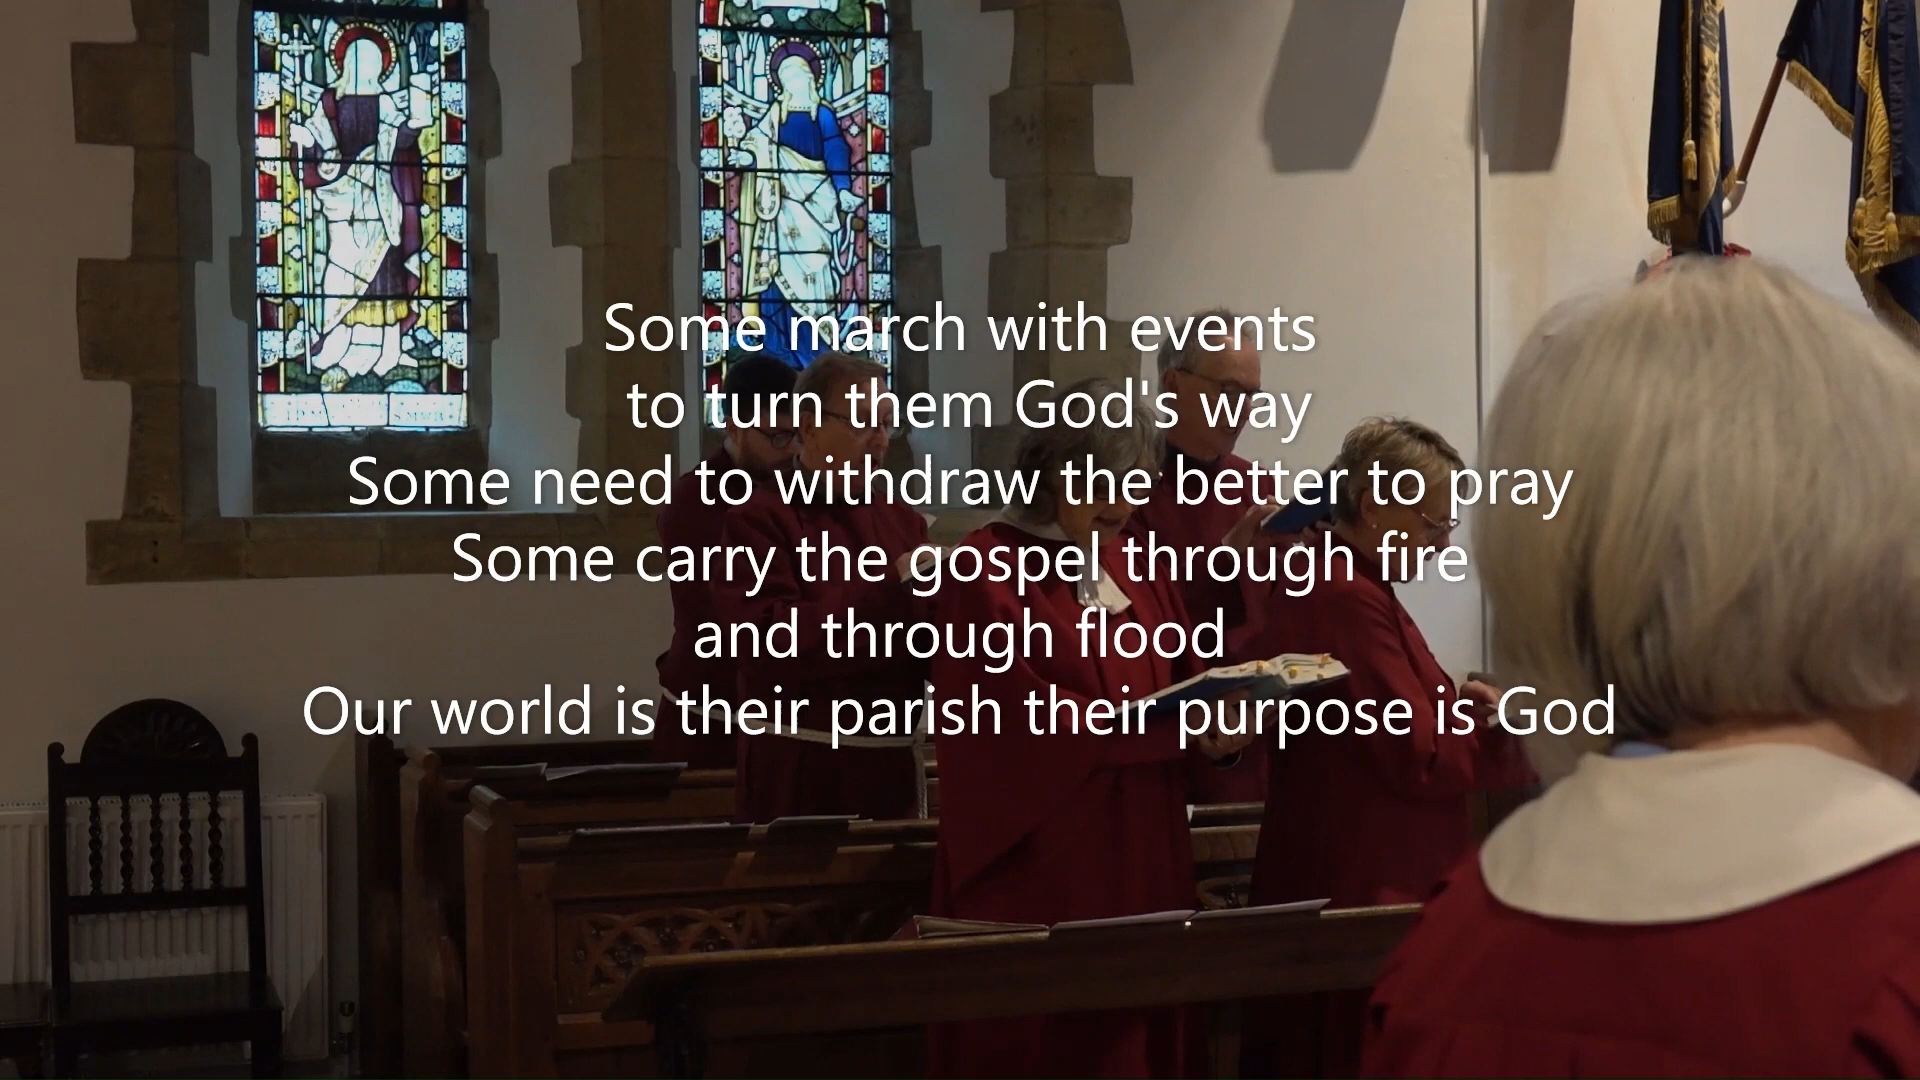 Some march with events
to turn them God's way
Some need to withdraw the better to pray
Some carry the gospel through fire
and through flood
Our world is their parish their purpose is God